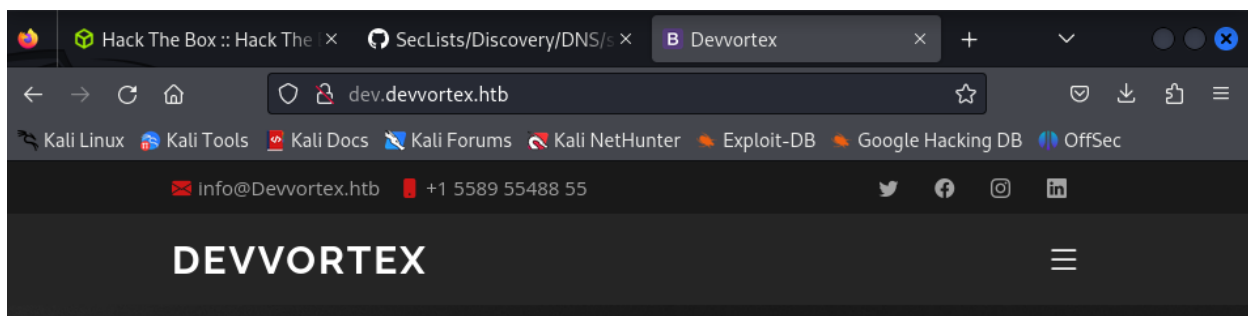 Hack The Box :: Hack The
SecLists/Discovery/DNS/s
B Devvortex
dev.devvortex.htb
Kali Linux Kali Tools Kali Docs Kali Forums Kali NetHunter Exploit-DB Google Hacking DB OffSec
info@Devvortex.htb +1 5589 55488 55
DEVVORTEX